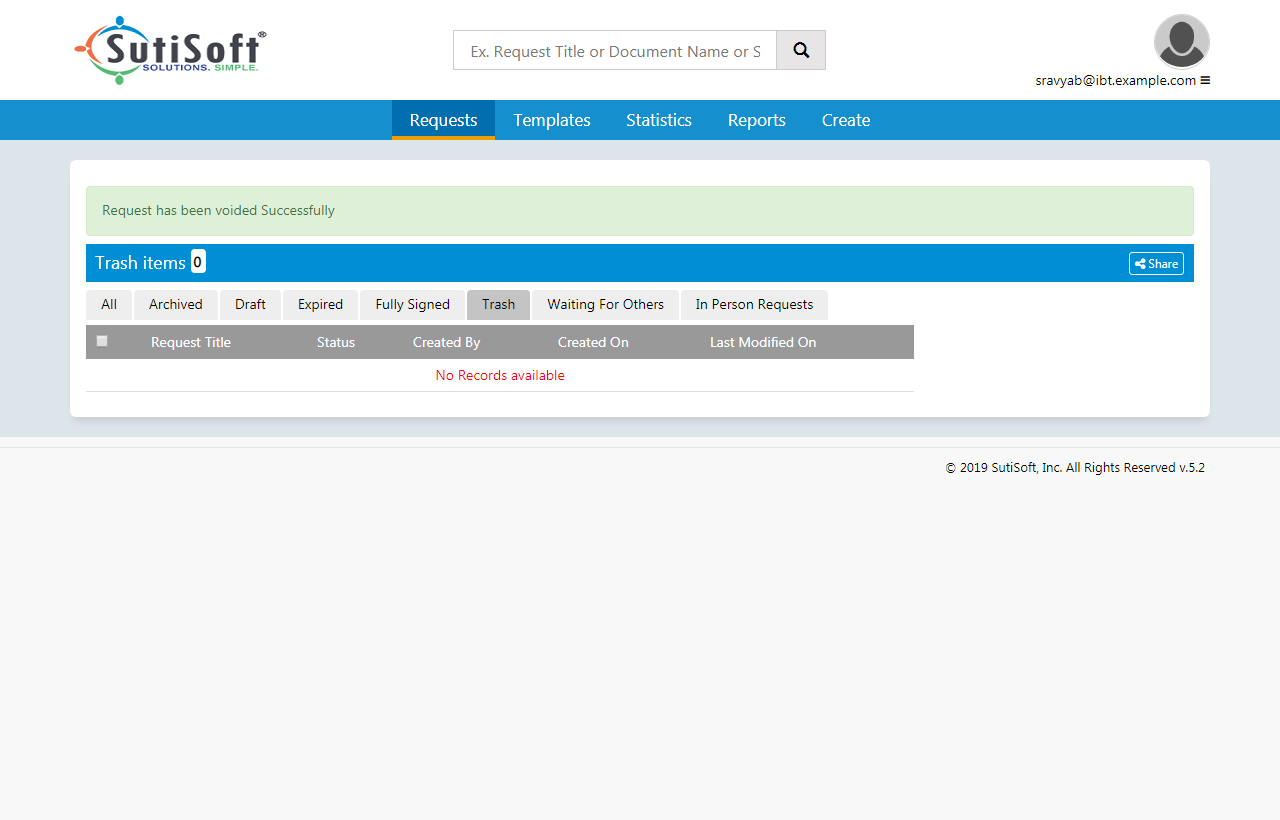 SutiSoft®
SOLUTIONS. SIMPLE.
Ex. Request Title or Document Name or S
sravyab@ibt.example.com
Requests Templates Statistics Reports Create
Request has been voided Successfully
Trash items 0
Share
All Archived Draft Expired Fully Signed Trash Waiting For Others In Person Requests
Request Title Status Created By Created On Last Modified On
No Records available
© 2019 SutiSoft, Inc. All Rights Reserved v.5.2